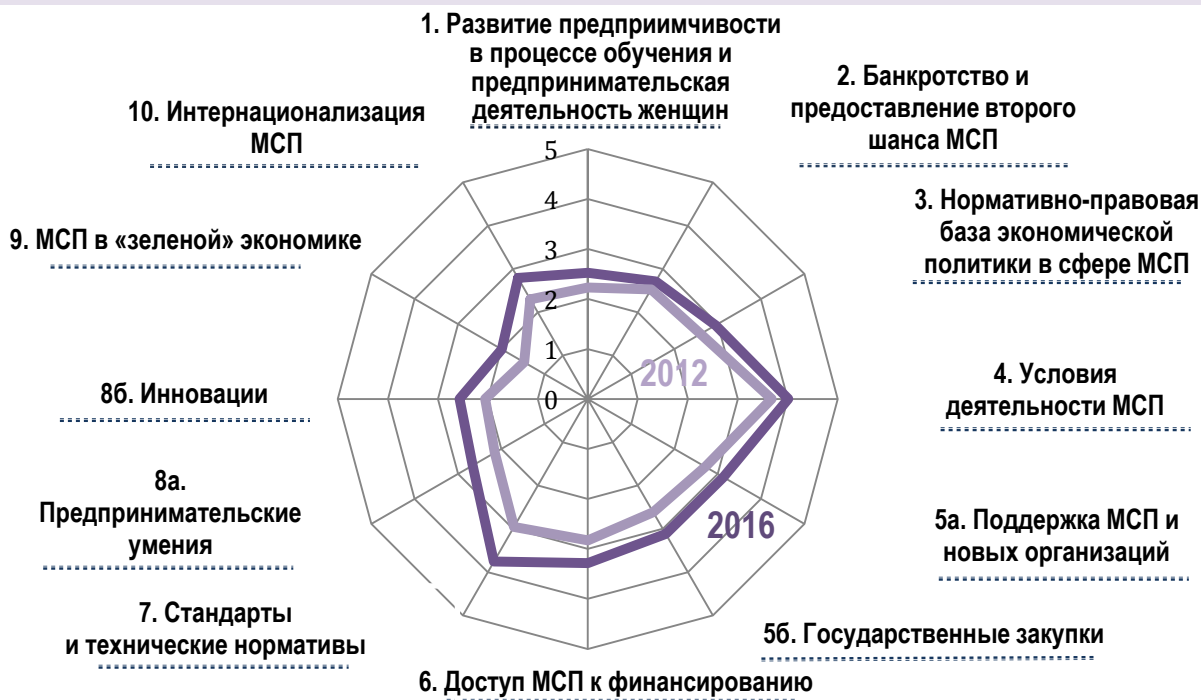 1. Развитие предприимчивости
в процессе обучения и
предпринимательская
деятельность женщин
2. Банкротство и
предоставление второго
шанса МСП
3. Нормативно-правовая
база экономической
политики в сфере МСП
4. Условия
деятельности МСП
5а. Поддержка МСП и
новых организаций
5б. Государственные закупки
6. Доступ МСП к финансированию
7. Стандарты
и технические нормативы
8а.
Предпринимательские
умения
8б. Инновации
9. МСП в «зеленой» экономике
10. Интернационализация
МСП
5
4
3
2
1
0
2012
2016